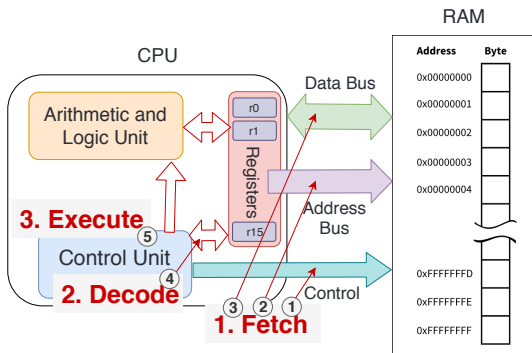 RAM
CPU
Address Byte
Data Bus
0x00000000
0x00000001
0x00000002
0x00000003
0x00000004
Arithmetic and
Logic Unit
r0
r1
Registers
r15
Address
Bus
3. Execute
5
Control Unit
4
2. Decode
3
2
1
Control
1. Fetch
0xFFFFFFFD
0xFFFFFFFE
0xFFFFFFFF